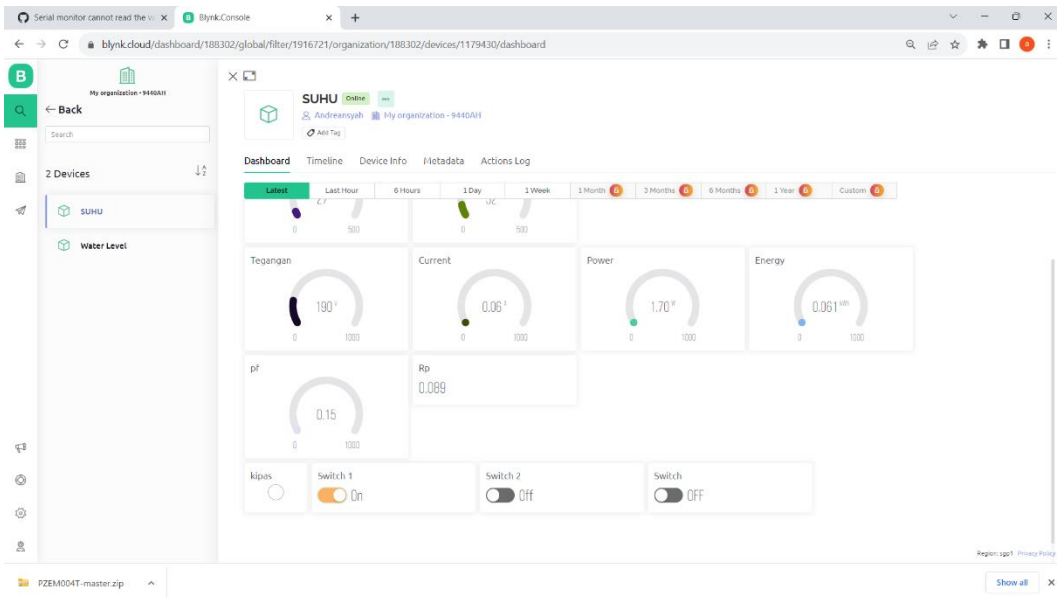 Serial monitor cannot read the
Blynk.Console
blynk.cloud/dashboard/188302/global/filter/1916721/organization/188302/devices/1179430/dashboard
B
My organization - 9440AH
Back
Search
2 Devices
SUHU
Water Level
SUHU Online
Andreansyah My organization - 9440AH
Add Tag
Dashboard Timeline Device Info Metadata Actions Log
Latest Last Hour 6 Hours 1 Day 1 Week 1 Month 3 Months 6 Months 1 Year Custom
27 32
0 500 0 500
Tegangan Current Power Energy
190 V 0.06 A 1.70 W 0.061 kWh
0 1000 0 1000 0 1000 0 1000
pf Rp
0.089
0.15
0 1000
kipas Switch 1 Switch 2 Switch
On Off OFF
Region: sgp1 Privacy Policy
PZEM004T-master.zip Show all